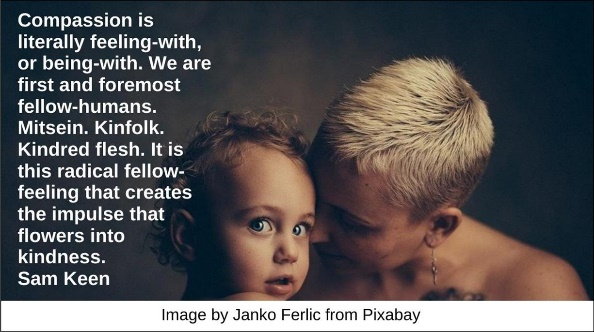 Compassion is
literally feeling-with,
or being-with. We are
first and foremost
fellow-humans.
Mitsein. Kinfolk.
Kindred flesh. It is
this radical fellow-
feeling that creates
the impulse that
flowers into
kindness.
Sam Keen
Image by Janko Ferlic from Pixabay